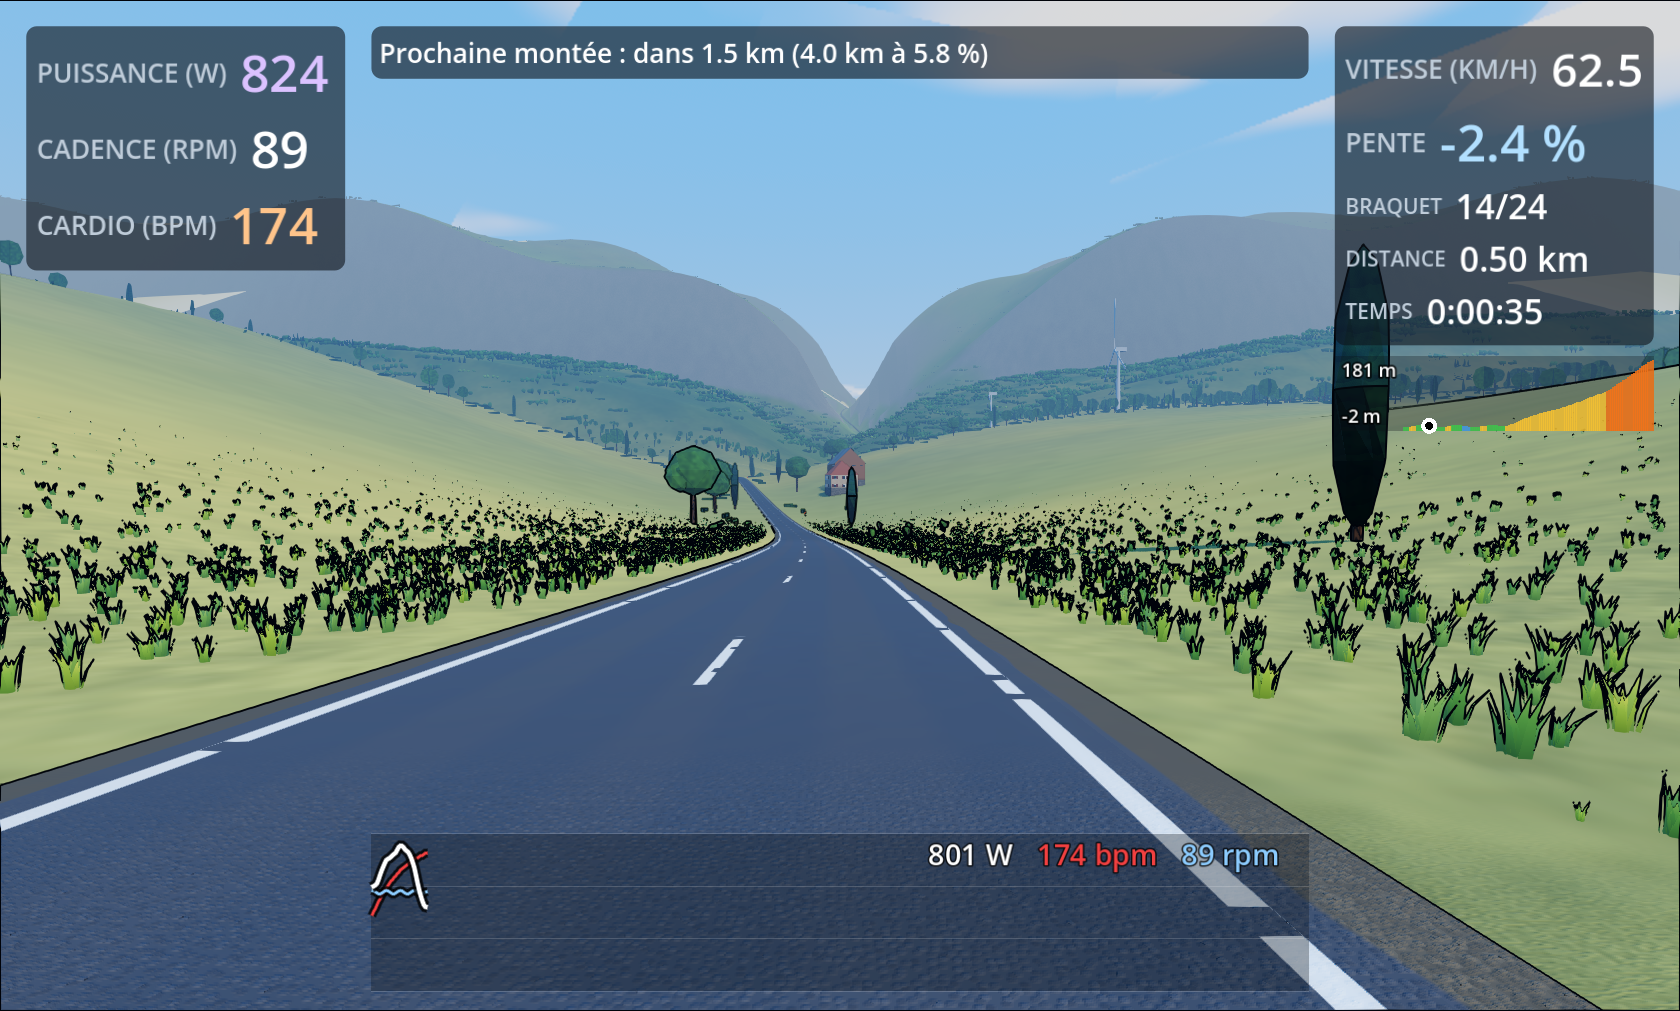 PUISSANCE (W) 824
CADENCE (RPM) 89
CARDIO (BPM) 174
Prochaine montée : dans 1.5 km (4.0 km à 5.8 %)
VITESSE (KM/H) 62.5
PENTE -2.4 %
BRAQUET 14/24
DISTANCE 0.50 km
TEMPS 0:00:35
181 m
-2 m
801 W 174 bpm 89 rpm